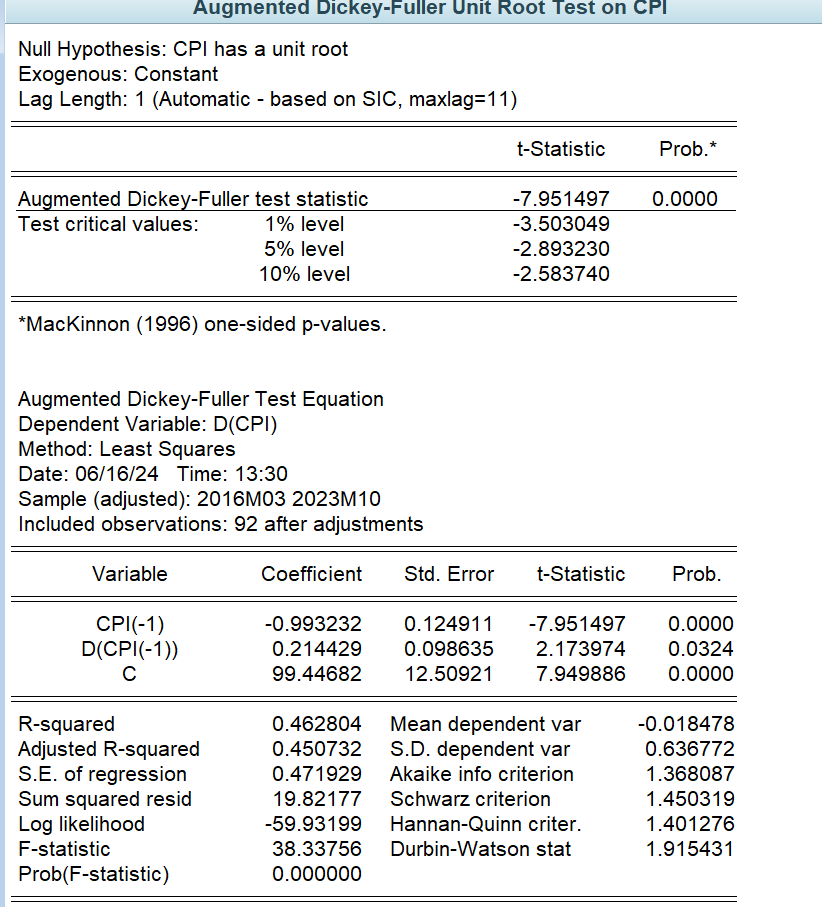 Augmented Dickey-Fuller Unit Root Test on CPI
Null Hypothesis: CPI has a unit root
Exogenous: Constant
Lag Length: 1 (Automatic - based on SIC, maxlag=11)
t-Statistic Prob.*
Augmented Dickey-Fuller test statistic -7.951497 0.0000
Test critical values: 1% level -3.503049
5% level -2.893230
10% level -2.583740
*MacKinnon (1996) one-sided p-values.
Augmented Dickey-Fuller Test Equation
Dependent Variable: D(CPI)
Method: Least Squares
Date: 06/16/24 Time: 13:30
Sample (adjusted): 2016M03 2023M10
Included observations: 92 after adjustments
Variable Coefficient Std. Error t-Statistic Prob.
CPI(-1) -0.993232 0.124911 -7.951497 0.0000
D(CPI(-1)) 0.214429 0.098635 2.173974 0.0324
C 99.44682 12.50921 7.949886 0.0000
R-squared 0.462804 Mean dependent var -0.018478
Adjusted R-squared 0.450732 S.D. dependent var 0.636772
S.E. of regression 0.471929 Akaike info criterion 1.368087
Sum squared resid 19.82177 Schwarz criterion 1.450319
Log likelihood -59.93199 Hannan-Quinn criter. 1.401276
F-statistic 38.33756 Durbin-Watson stat 1.915431
Prob(F-statistic) 0.000000